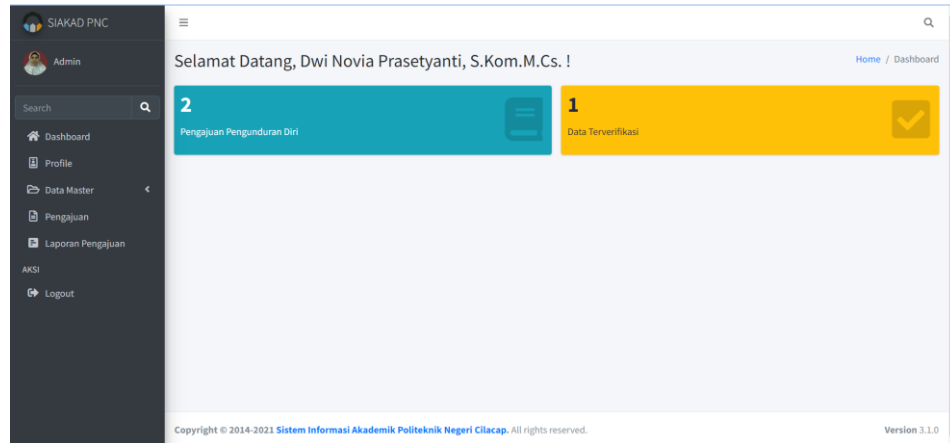 SIAKAD PNC
Admin
Search
Dashboard
Profile
Data Master
Pengajuan
Laporan Pengajuan
AKSI
Logout
Selamat Datang, Dwi Novia Prasetyanti, S.Kom.M.Cs. !
Home / Dashboard
2
Pengajuan Pengunduran Diri
1
Data Terverifikasi
Copyright © 2014-2021 Sistem Informasi Akademik Politeknik Negeri Cilacap. All rights reserved.
Version 3.1.0